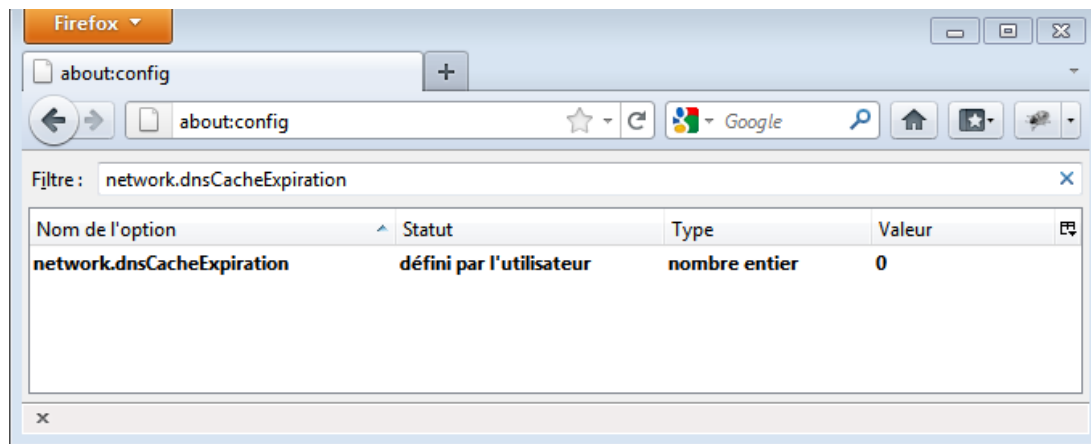 Firefox
about:config
about:config Google
Filtre : network.dnsCacheExpiration
Nom de l'option Statut Type Valeur
network.dnsCacheExpiration défini par l'utilisateur nombre entier 0